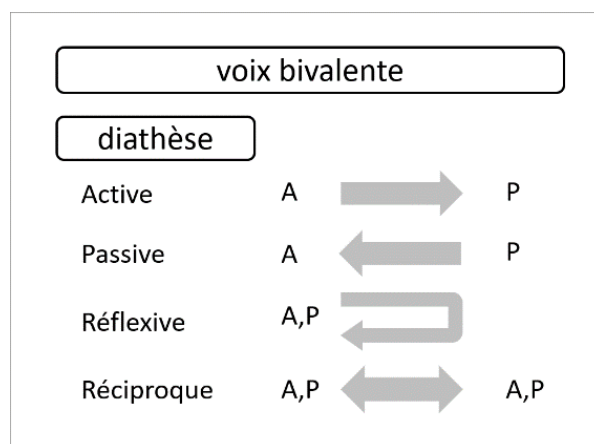 voix bivalente
diathèse
Active A P
Passive A P
Réflexive A,P
Réciproque A,P A,P